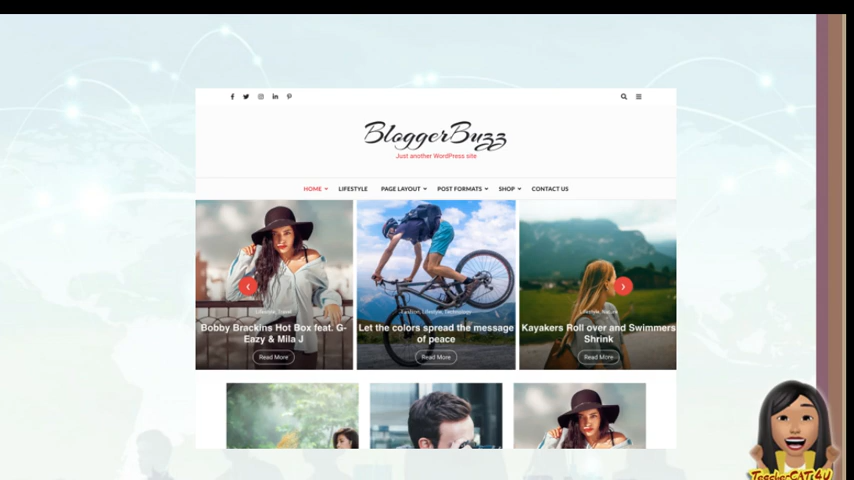 BloggerBuzz
Just another WordPress site
HOME LIFESTYLE PAGE LAYOUT POST FORMATS SHOP CONTACT US
Lifestyle, Travel
Bobby Brackins Hot Box feat. G-
Eazy & Mila J
Read More
Fashion, Lifestyle, Technology
Let the colors spread the message
of peace
Read More
Lifestyle, Nature
Kayakers Roll over and Swimmers
Shrink
Read More
TeacherCAT4U